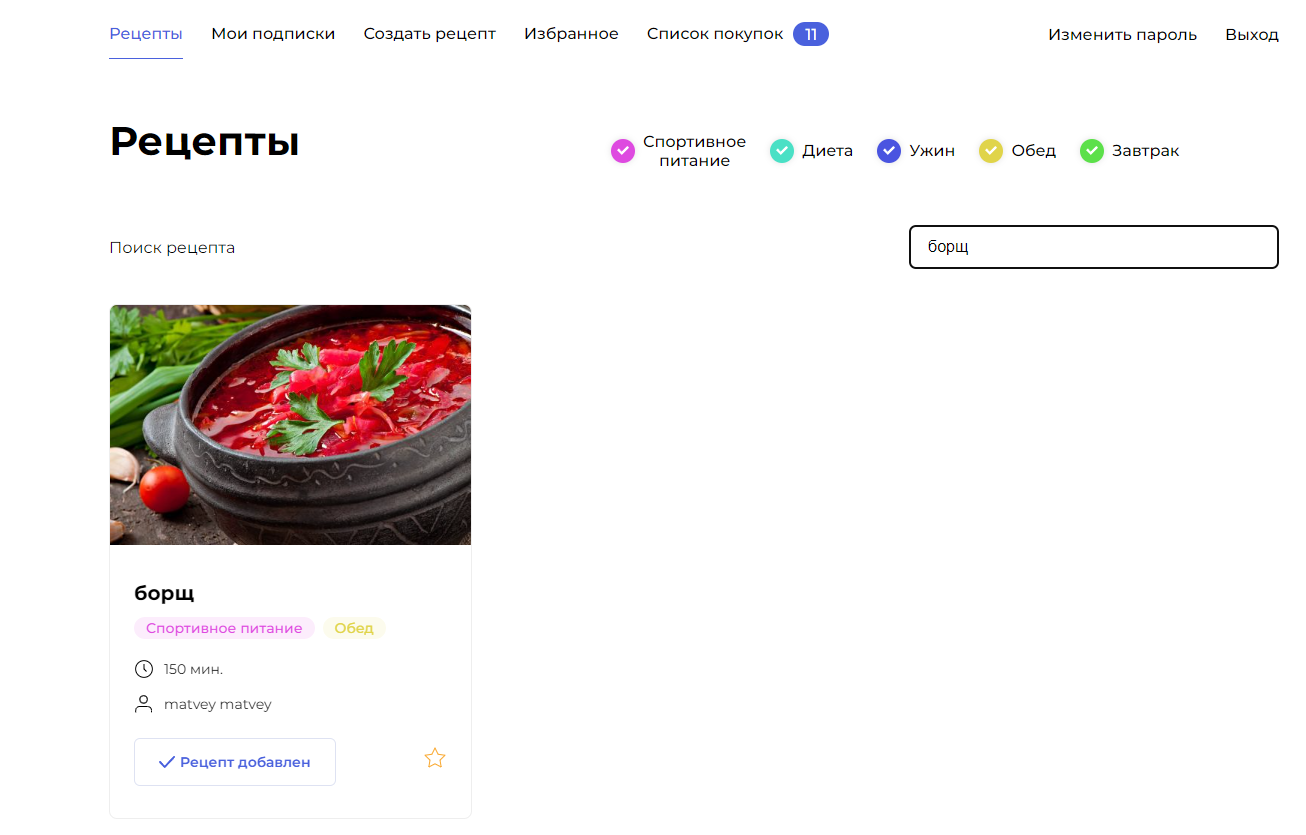 Рецепты Мои подписки Создать рецепт Избранное Список покупок 11 Изменить пароль Выход
Рецепты
Спортивное
питание
Диета Ужин Обед Завтрак
Поиск рецепта
борщ
борщ
Спортивное питание Обед
150 мин.
matvey matvey
Рецепт добавлен